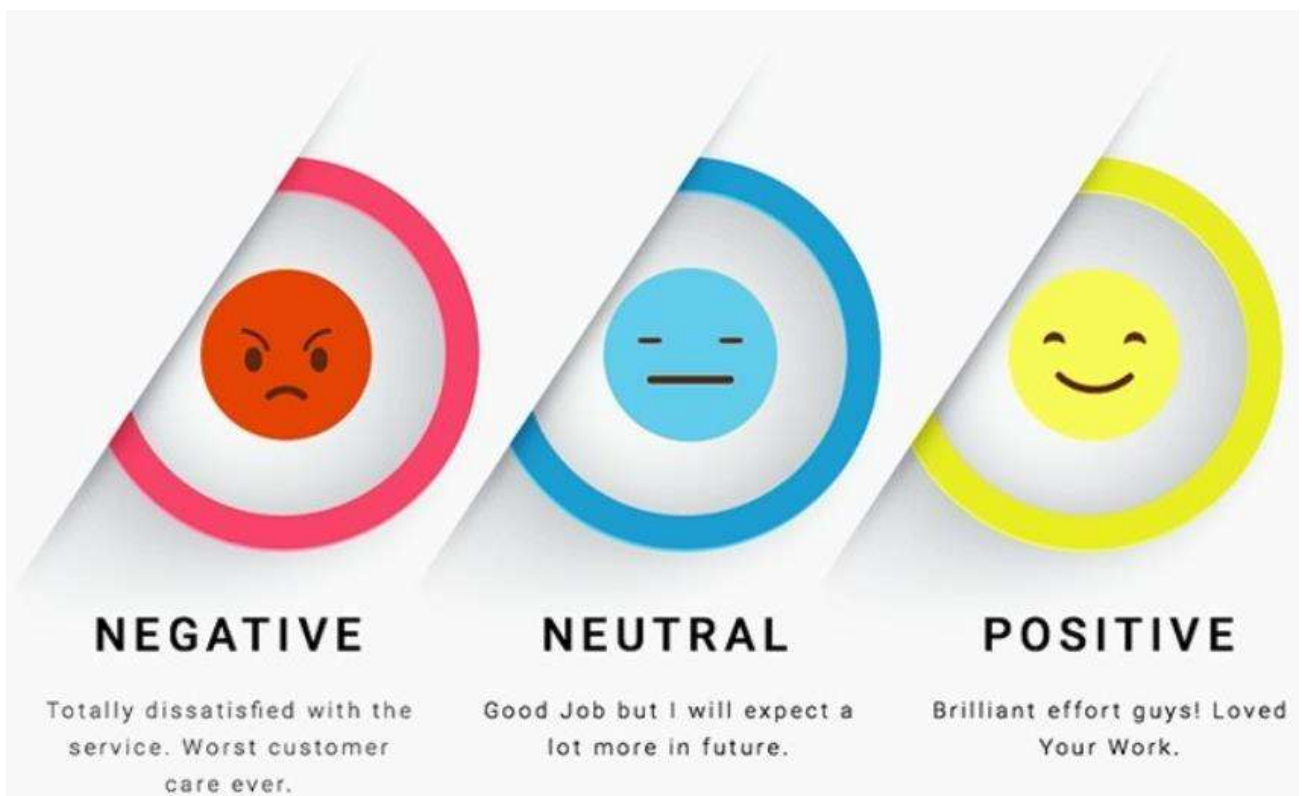 NEGATIVE
Totally dissatisfied with the
service. Worst customer
care ever.
NEUTRAL
Good Job but I will expect a
lot more in future.
POSITIVE
Brilliant effort guys! Loved
Your Work.